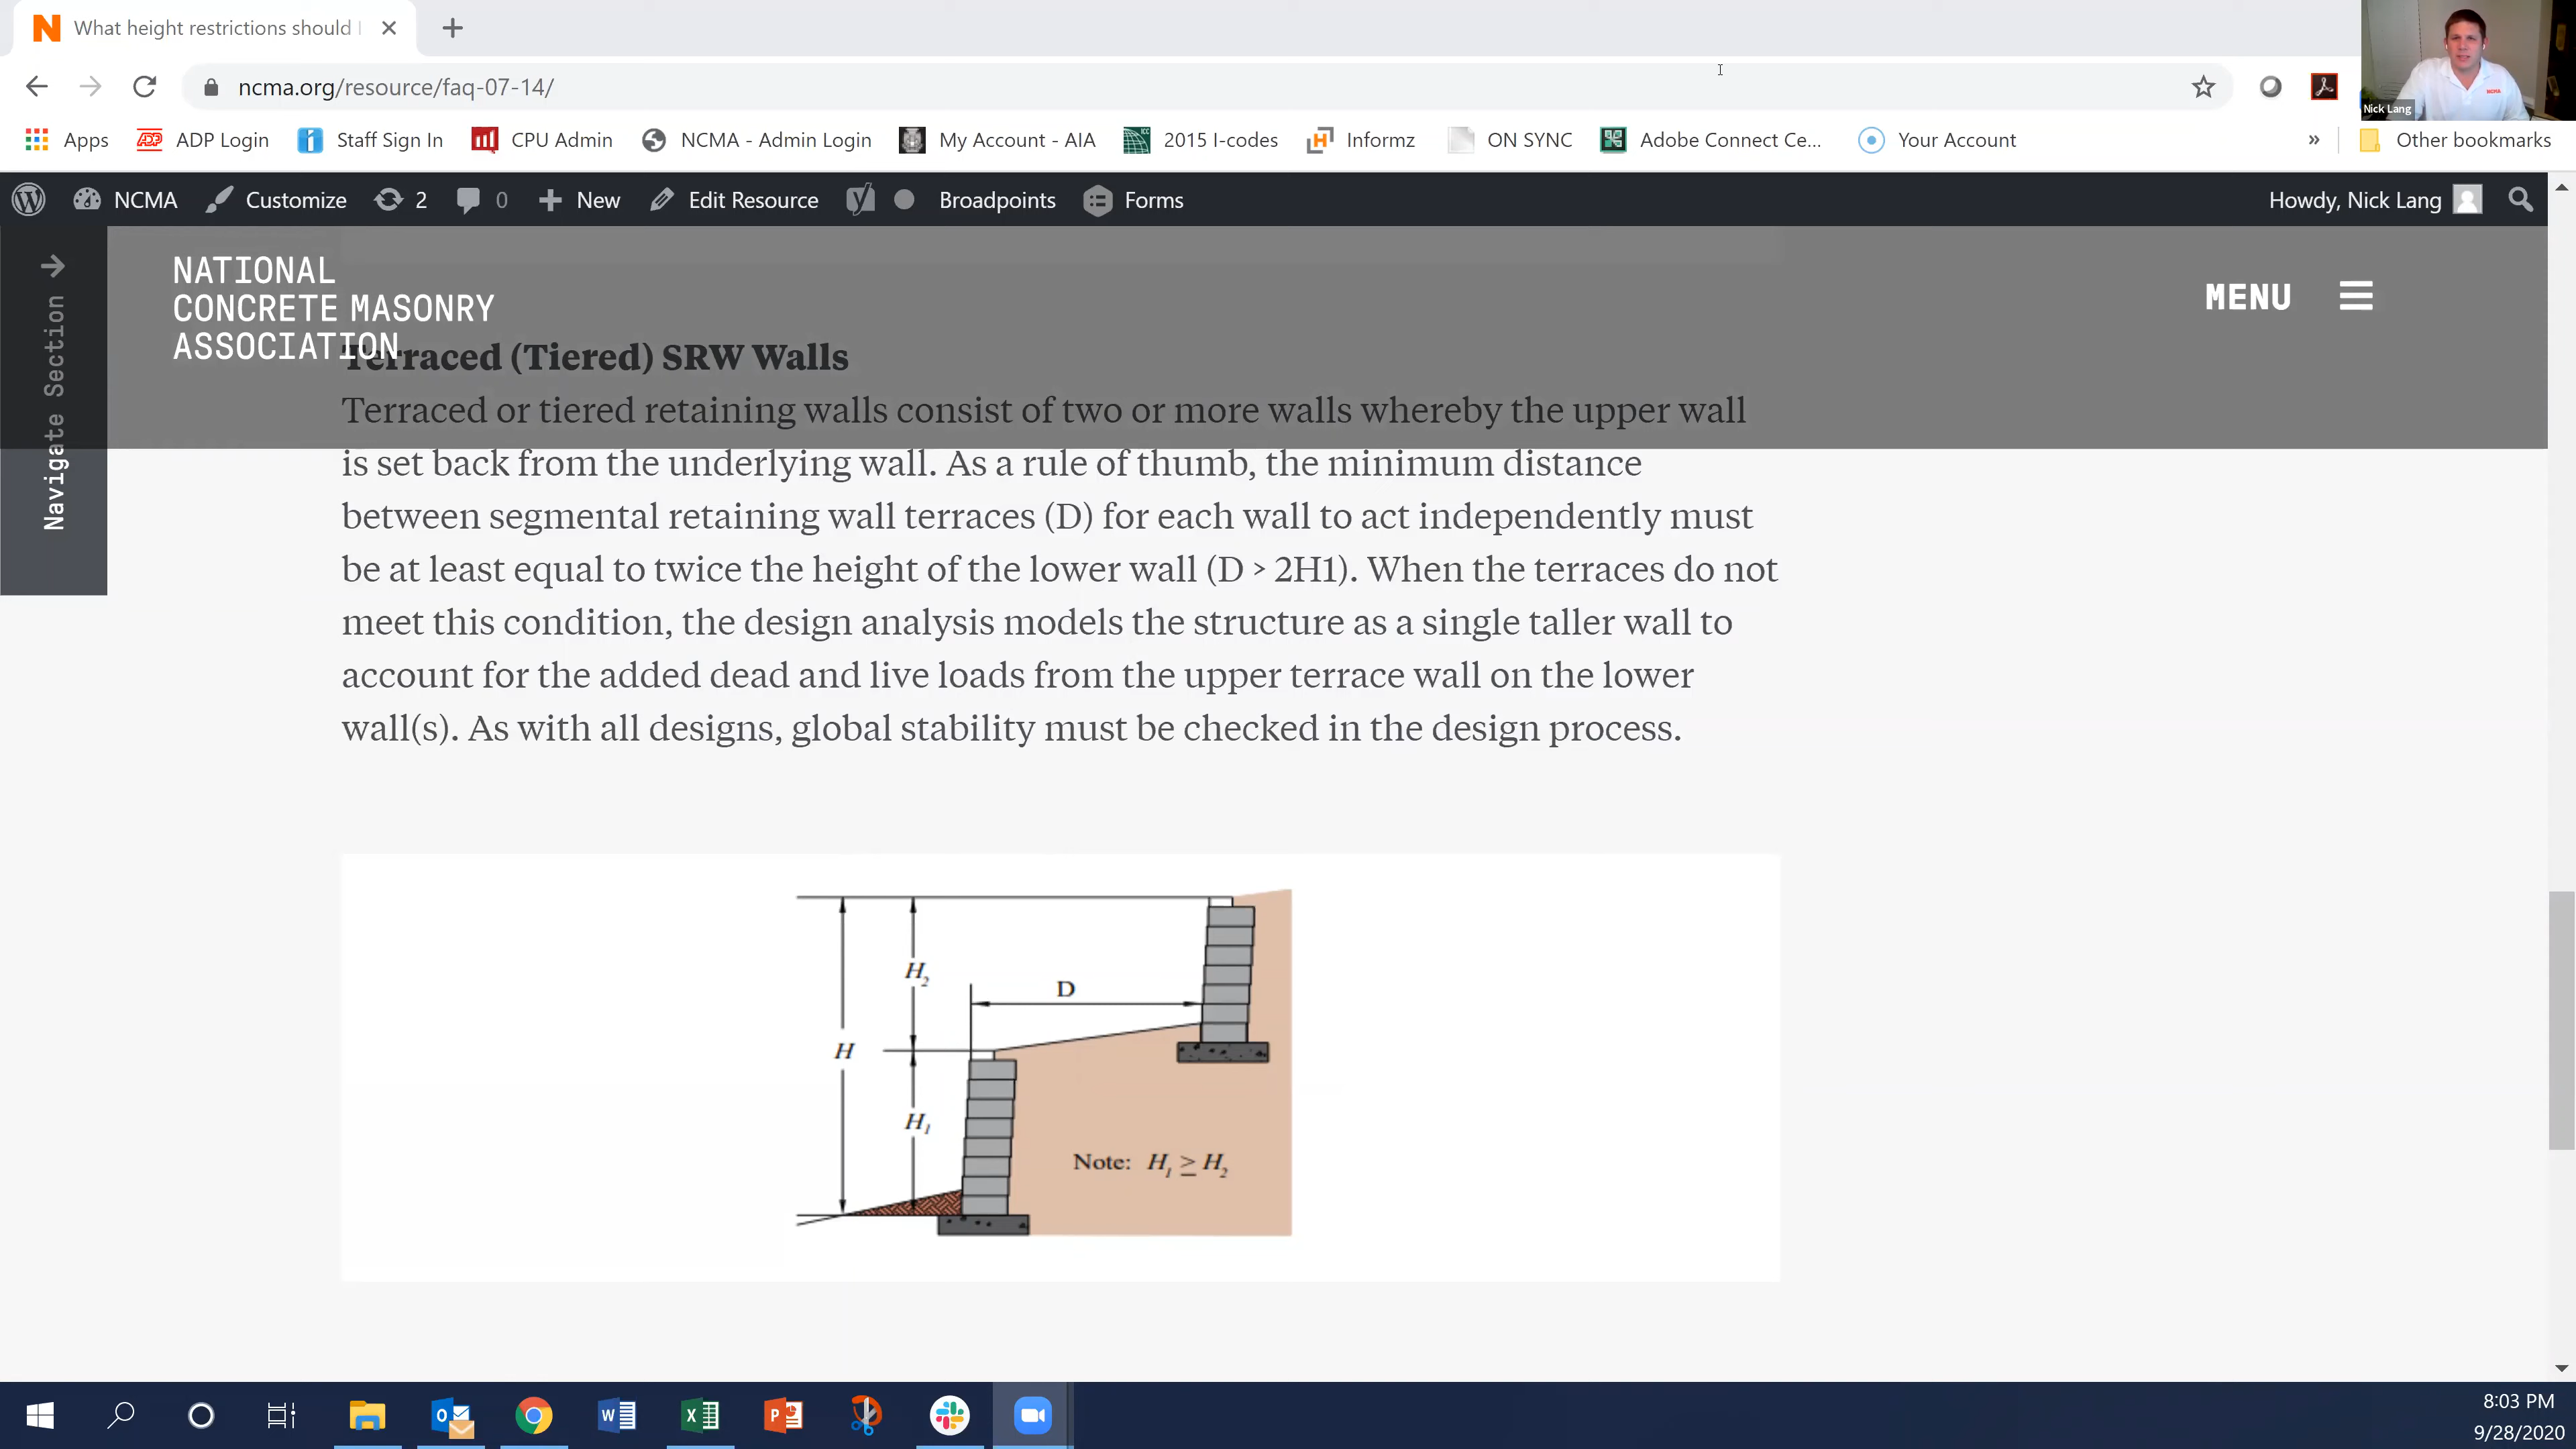 What height restrictions should I
ncma.org/resource/faq-07-14/
Nick Lang
NCMA
Apps
ADP Login
Staff Sign In
CPU Admin
NCMA - Admin Login
My Account - AIA
2015 I-codes
Informz
ON SYNC
Adobe Connect Ce...
Your Account
»
Other bookmarks
NCMA
Customize
2
0
New
Edit Resource
Broadpoints
Forms
Howdy, Nick Lang
Navigate Section
NATIONAL
CONCRETE MASONRY
ASSOCIATION
MENU
Terraced (Tiered) SRW Walls
Terraced or tiered retaining walls consist of two or more walls whereby the upper wall
is set back from the underlying wall. As a rule of thumb, the minimum distance
between segmental retaining wall terraces (D) for each wall to act independently must
be at least equal to twice the height of the lower wall (D > 2H1). When the terraces do not
meet this condition, the design analysis models the structure as a single taller wall to
account for the added dead and live loads from the upper terrace wall on the lower
wall(s). As with all designs, global stability must be checked in the design process.
H2
D
H
H1
Note: H1 ≥ H2
8:03 PM
9/28/2020